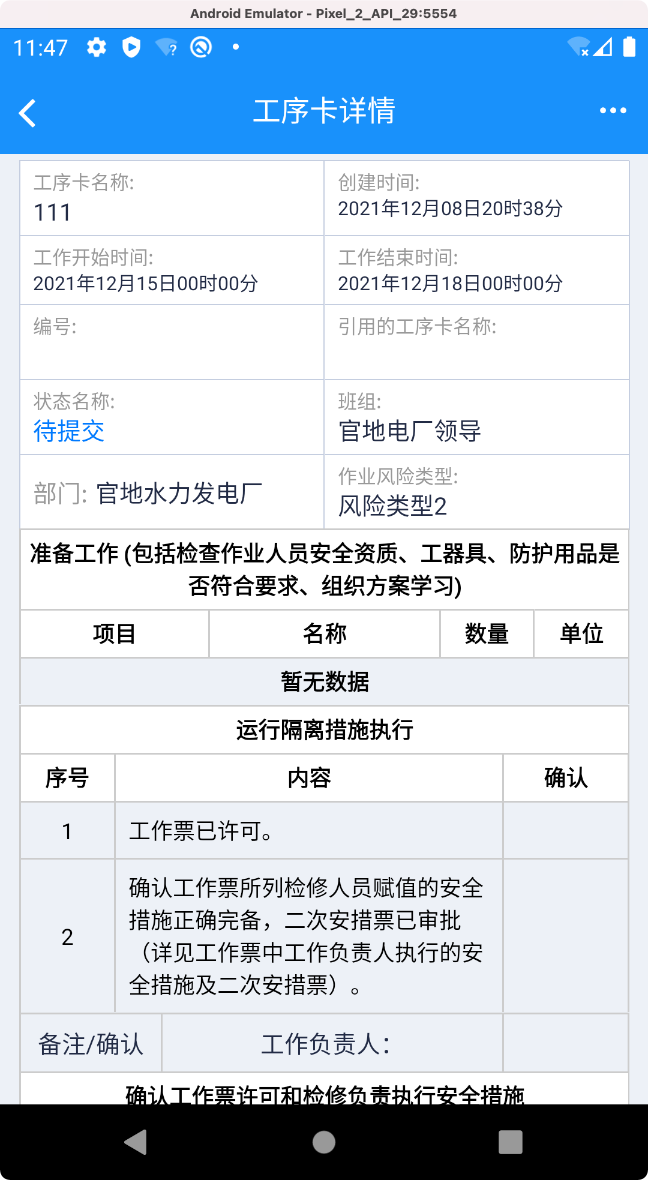 Android Emulator - Pixel_2_API_29:5554
11:47
工序卡详情
工序卡名称:
111
创建时间:
2021年12月08日20时38分
工作开始时间:
2021年12月15日00时00分
工作结束时间:
2021年12月18日00时00分
编号:
引用的工序卡名称:
状态名称:
待提交
班组:
官地电厂领导
部门: 官地水力发电厂
作业风险类型:
风险类型2
准备工作 (包括检查作业人员安全资质、工器具、防护用品是
否符合要求、组织方案学习)
项目 名称 数量 单位
暂无数据
运行隔离措施执行
序号 内容 确认
1 工作票已许可。
2
确认工作票所列检修人员赋值的安全
措施正确完备，二次安措票已审批
（详见工作票中工作负责人执行的安
全措施及二次安措票）。
备注/确认 工作负责人：
确认工作票许可和检修负责执行安全措施